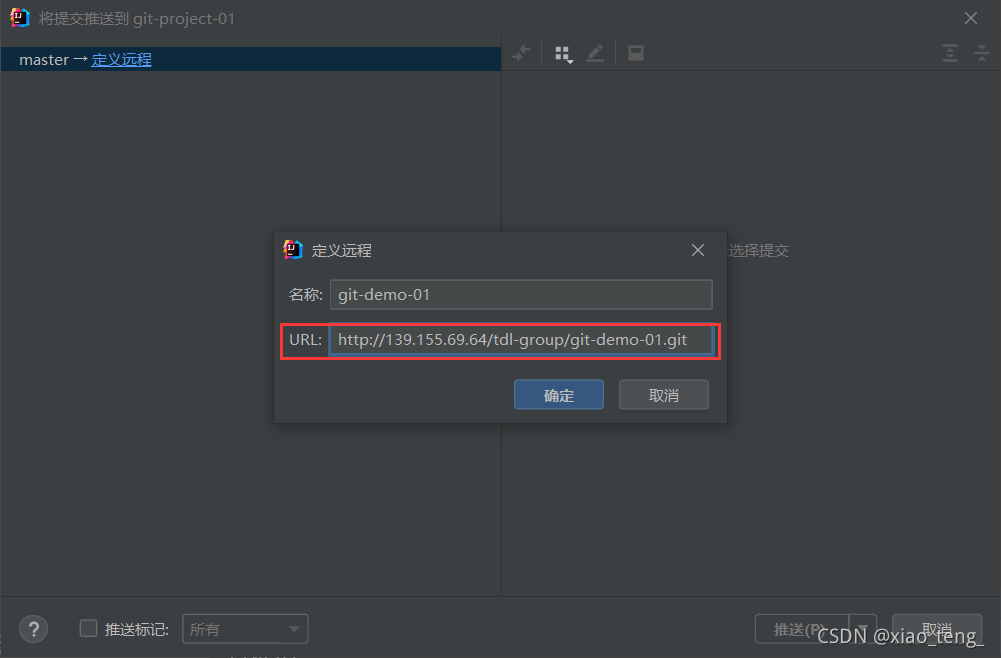 将提交推送到 git-project-01
master → 定义远程
选择提交
定义远程
名称: git-demo-01
URL: http://139.155.69.64/tdl-group/git-demo-01.git
确定 取消
? 推送标记: 所有 推送(P) 取消
CSDN @xiao_teng_